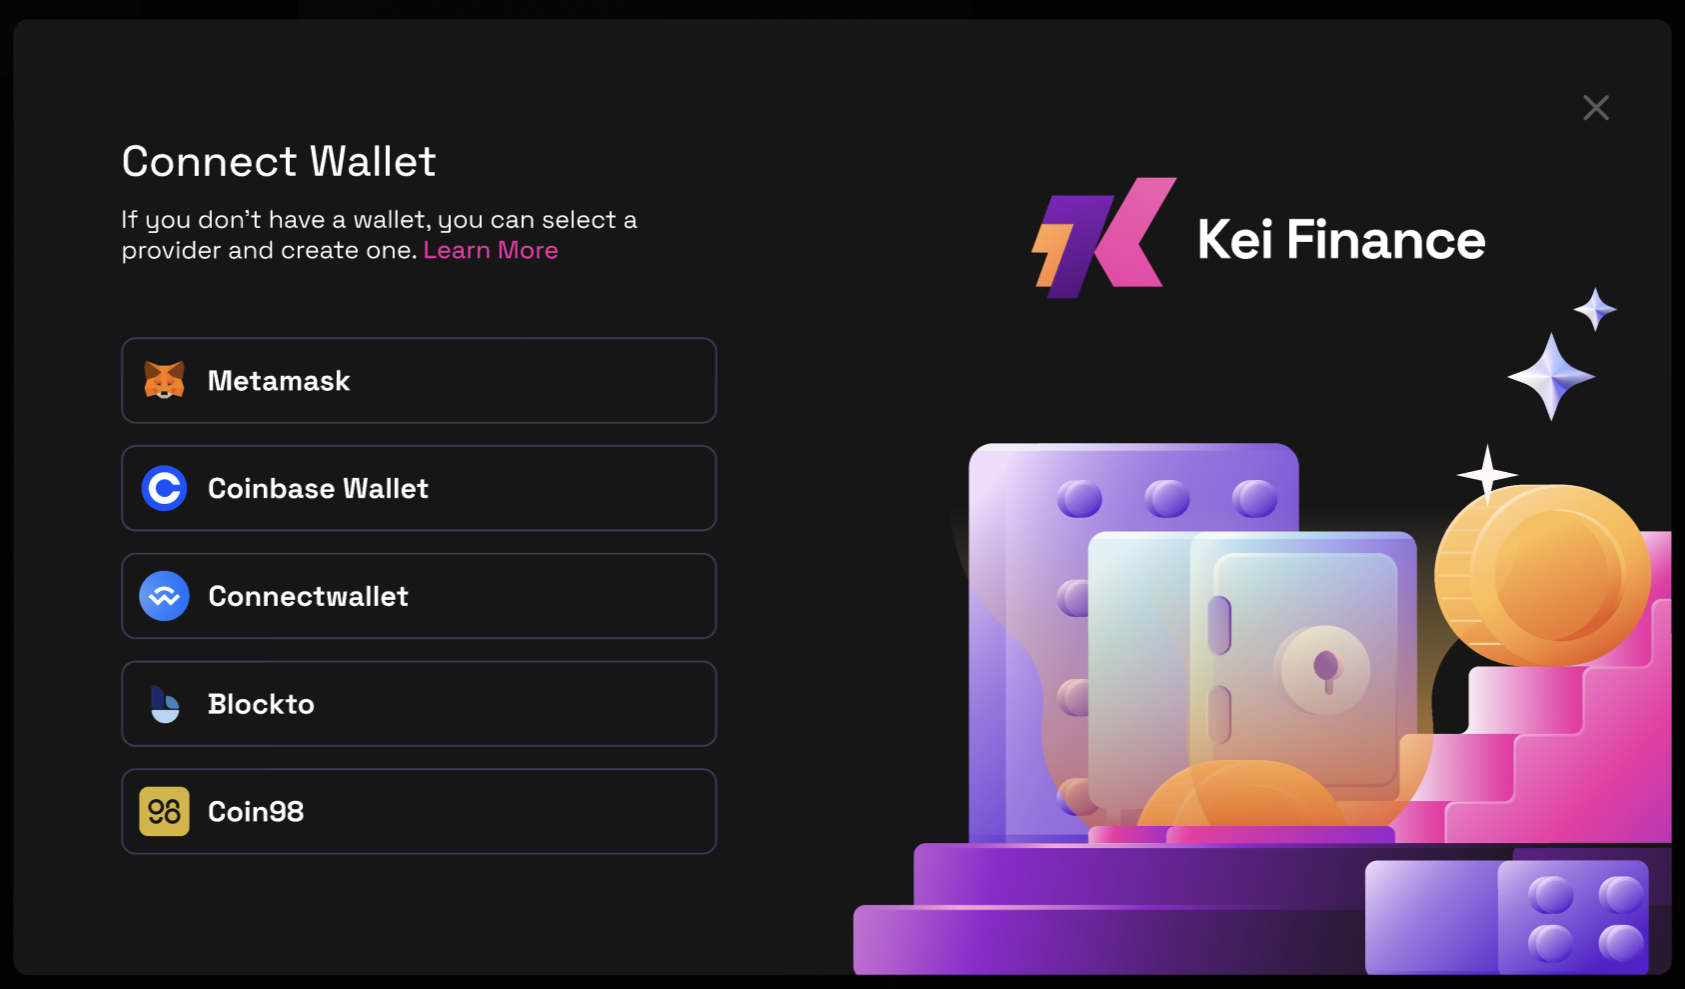 Connect Wallet
If you don't have a wallet, you can select a
provider and create one. Learn More
Metamask
Coinbase Wallet
Connectwallet
Blockto
Coin98
Kei Finance